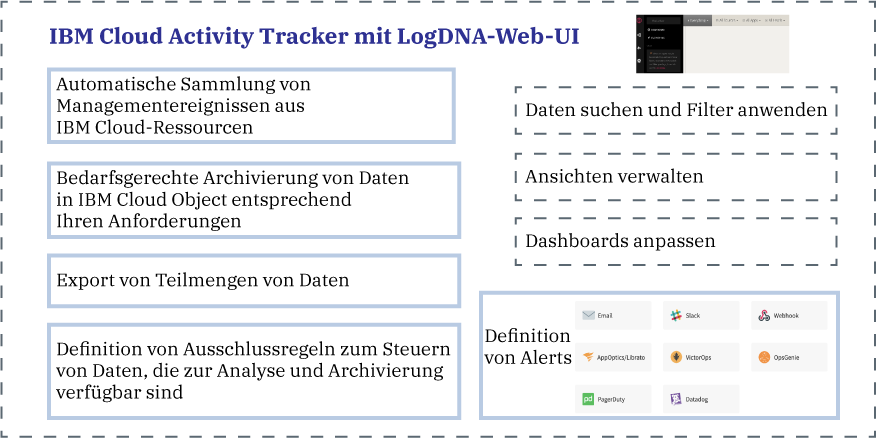 IBM Cloud Activity Tracker mit LogDNA-Web-UI
Automatische Sammlung von
Managementereignissen aus
IBM Cloud-Ressourcen
Bedarfsgerechte Archivierung von Daten
in IBM Cloud Object entsprechend
Ihren Anforderungen
Export von Teilmengen von Daten
Definition von Ausschlussregeln zum Steuern
von Daten, die zur Analyse und Archivierung
verfügbar sind
Daten suchen und Filter anwenden
Ansichten verwalten
Dashboards anpassen
Definition
von Alerts
Email
Slack
Webhook
AppOptics/Librato
VictorOps
OpsGenie
pd PagerDuty
Datadog